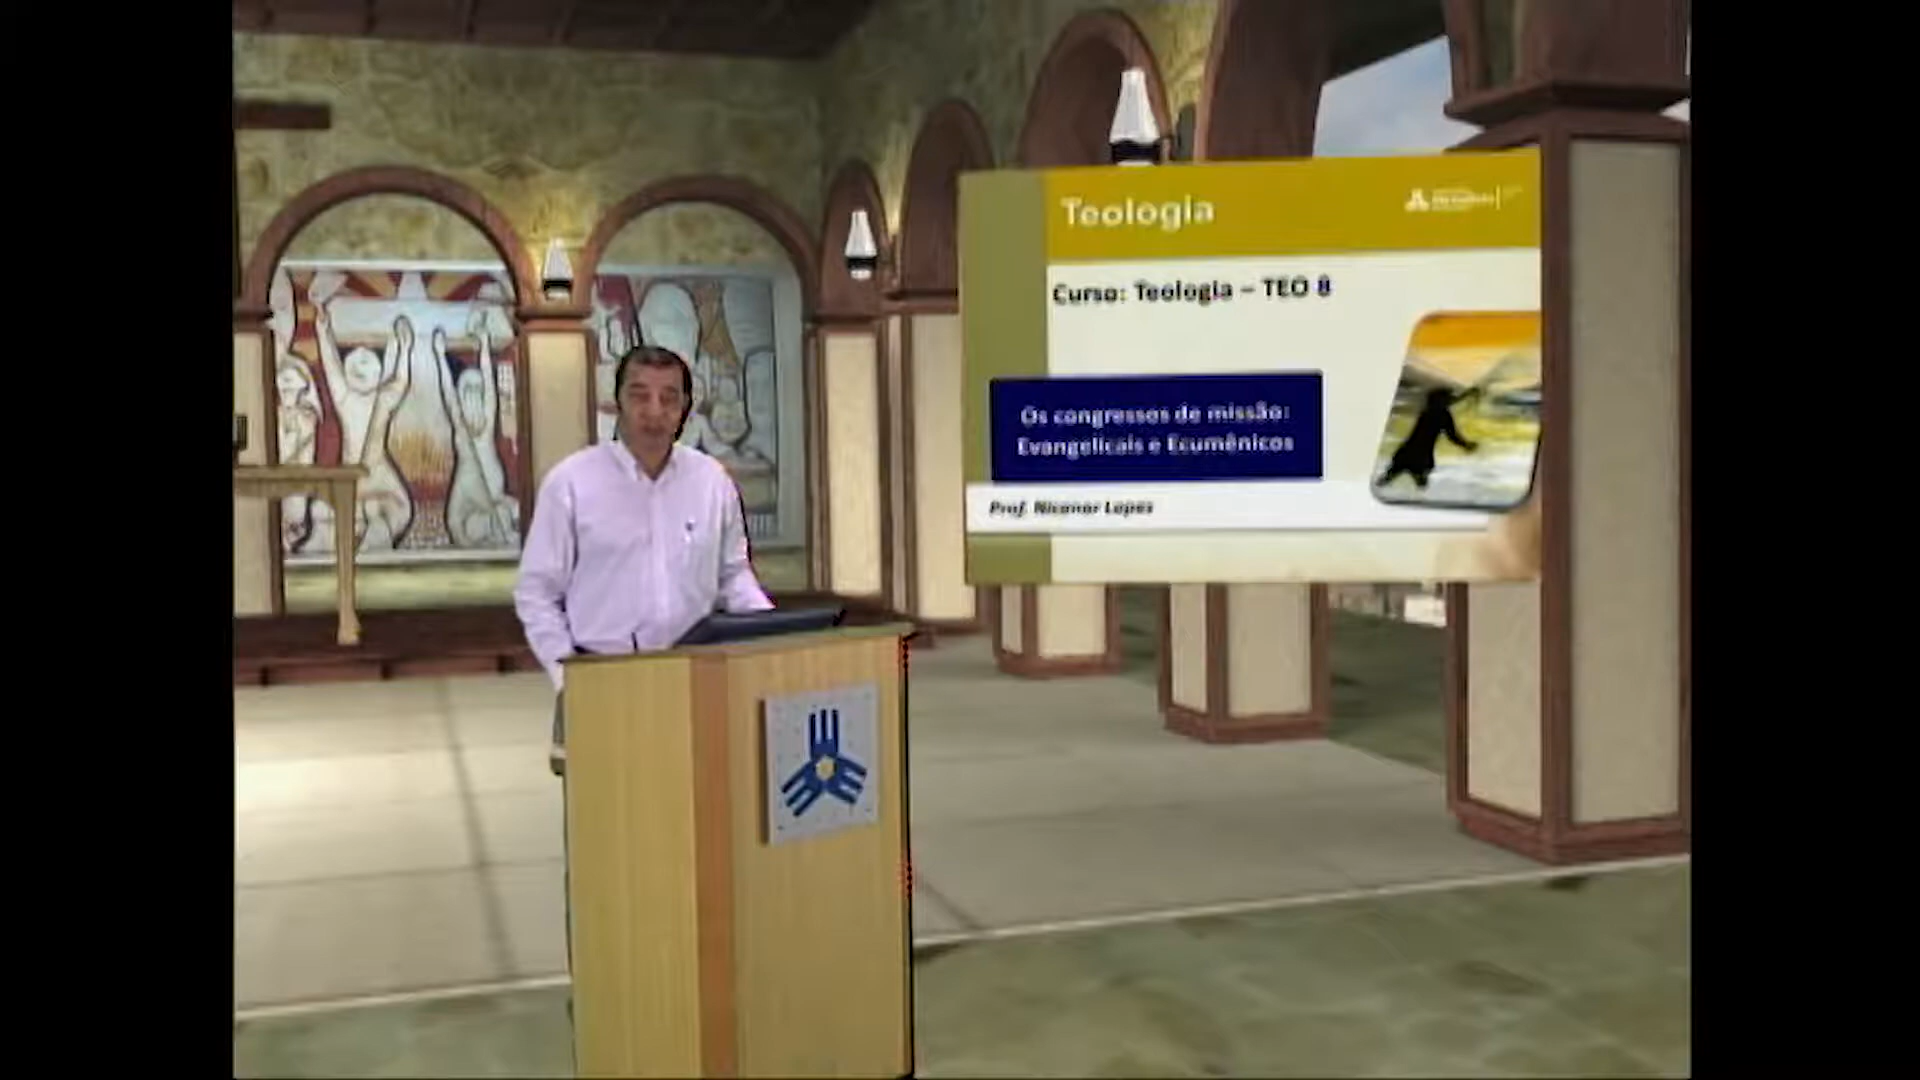 Teologia
Curso: Teologia – TEO 8
Os congressos de missão:
Evangelicais e Ecumênicos
Prof. Nicanor Lopes